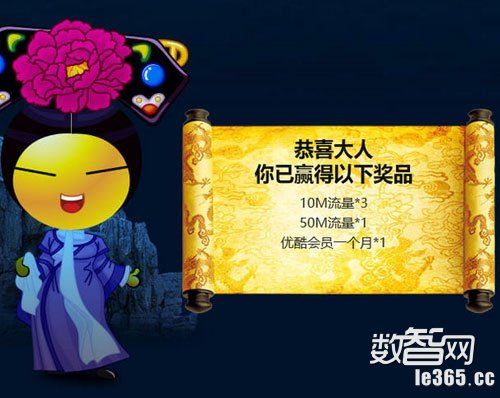 恭喜大人
你已赢得以下奖品
10M流量*3
50M流量*1
优酷会员一个月*1
数智网
le365.cc